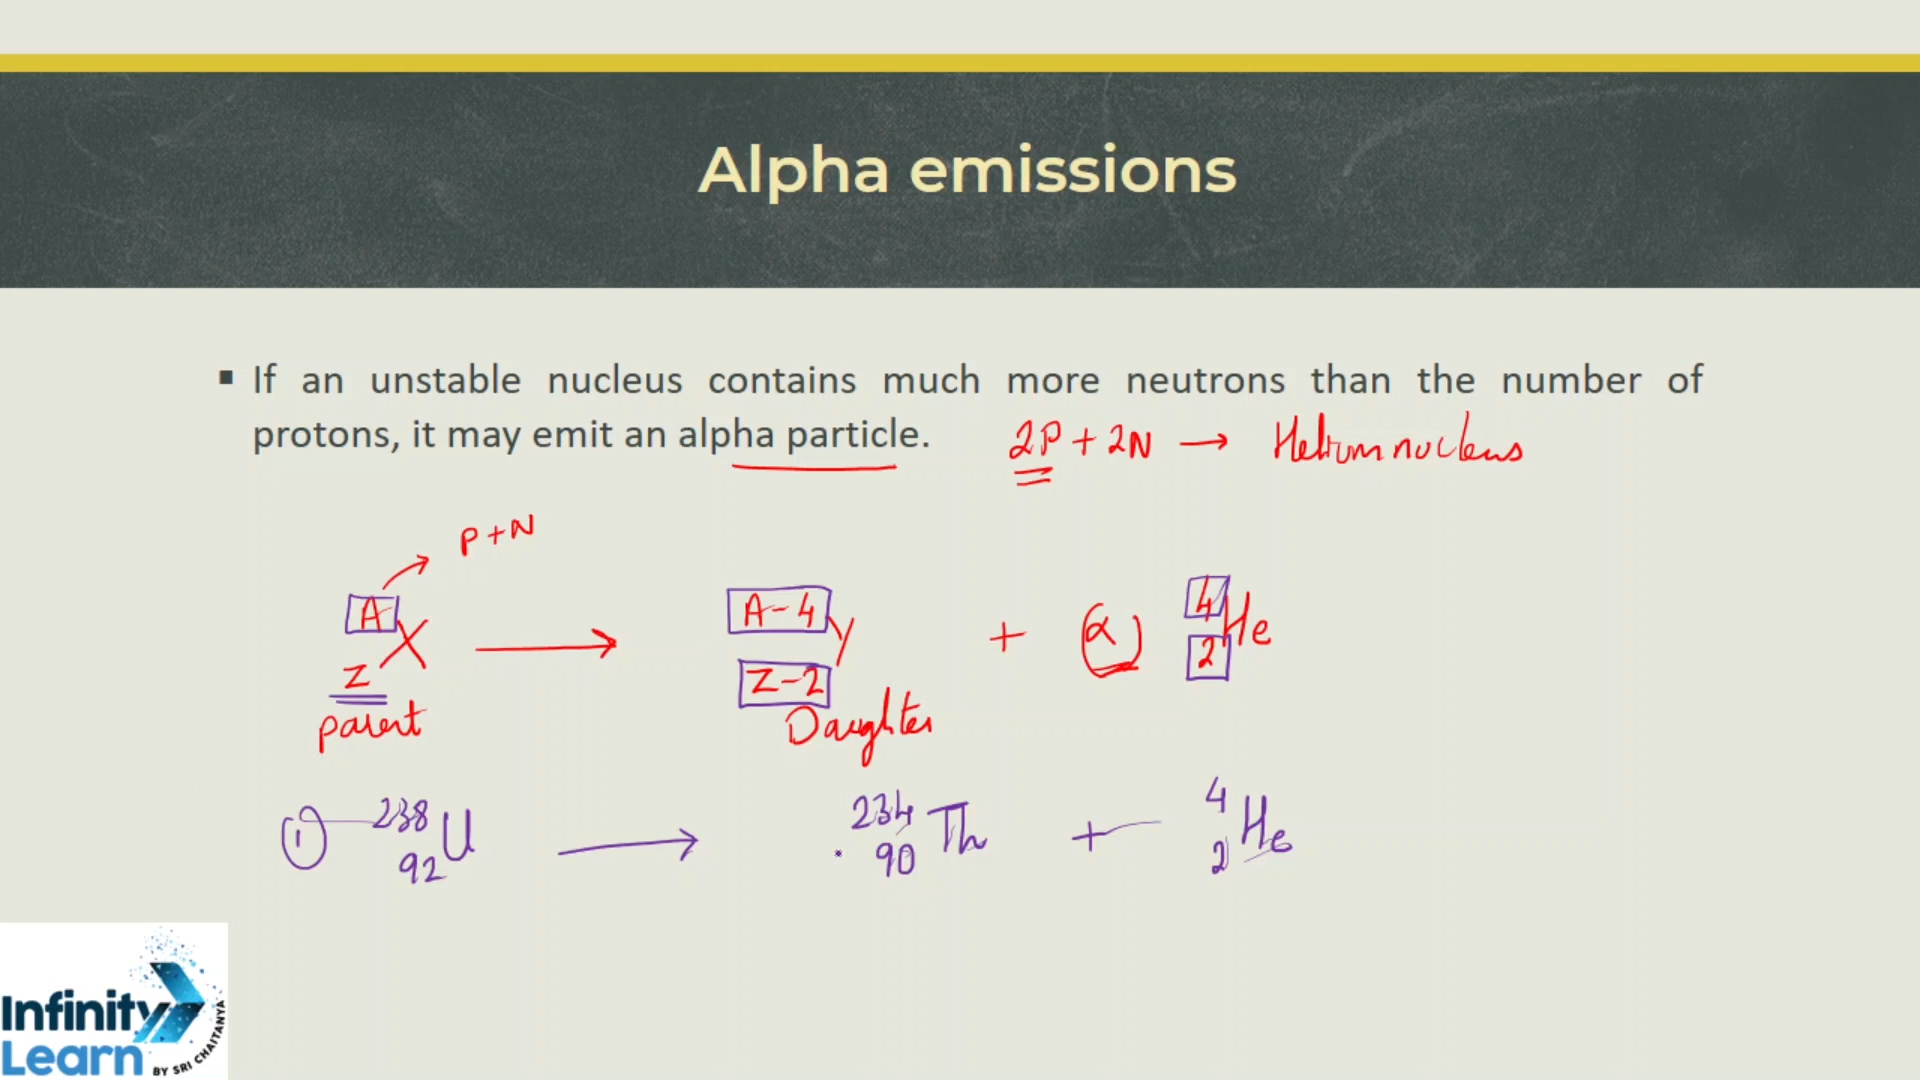 Alpha emissions
▪ If an unstable nucleus contains much more neutrons than the number of
protons, it may emit an alpha particle. 2P + 2N → Helium nucleus
P + N
A X Z → A-4 Y Z-2 + α 4 He 2
parent Daughter
① 238 U 92 → 234 Th 90 + 4 He 2
Infinity
Learn
BY SRI CHAITANYA